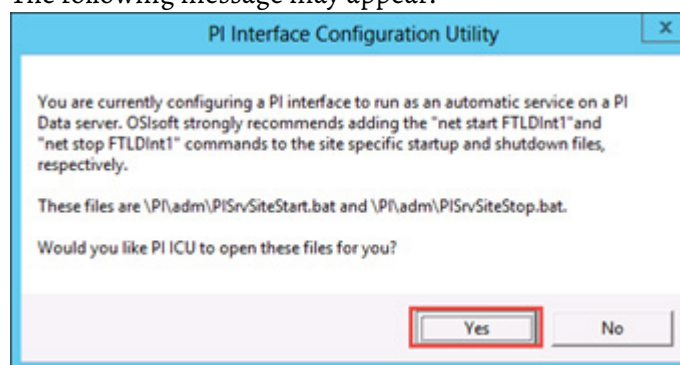 The following message may appear:
PI Interface Configuration Utility
x
You are currently configuring a PI interface to run as an automatic service on a PI
Data server. OSIsoft strongly recommends adding the "net start FTLDInt1"and
"net stop FTLDInt1" commands to the site specific startup and shutdown files,
respectively.
These files are \PI\adm\PISrvSiteStart.bat and \PI\adm\PISrvSiteStop.bat.
Would you like PI ICU to open these files for you?
Yes No